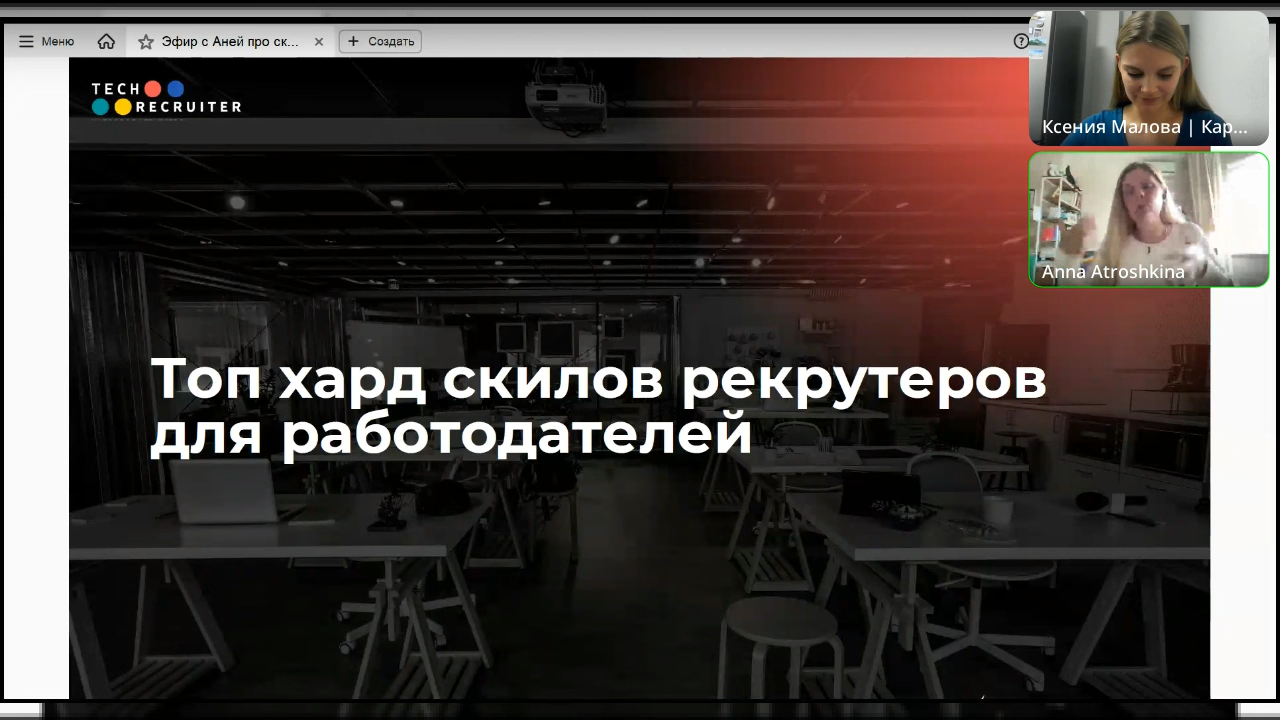 Меню
Эфир с Аней про ск...
Создать
TECH
RECRUITER
Ксения Малова | Кар...
Anna Atroshkina
Топ хард скилов рекрутеров
для работодателей